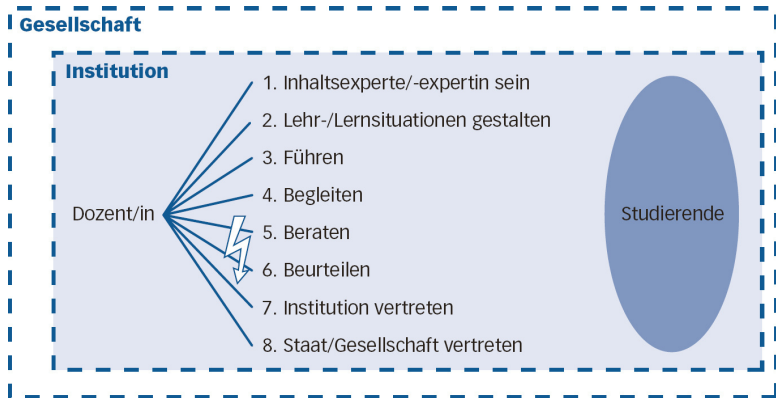 Gesellschaft
Institution
1. Inhaltsexperte/-expertin sein
2. Lehr-/Lernsituationen gestalten
3. Führen
4. Begleiten
Dozent/in
Studierende
5. Beraten
6. Beurteilen
7. Institution vertreten
8. Staat/Gesellschaft vertreten